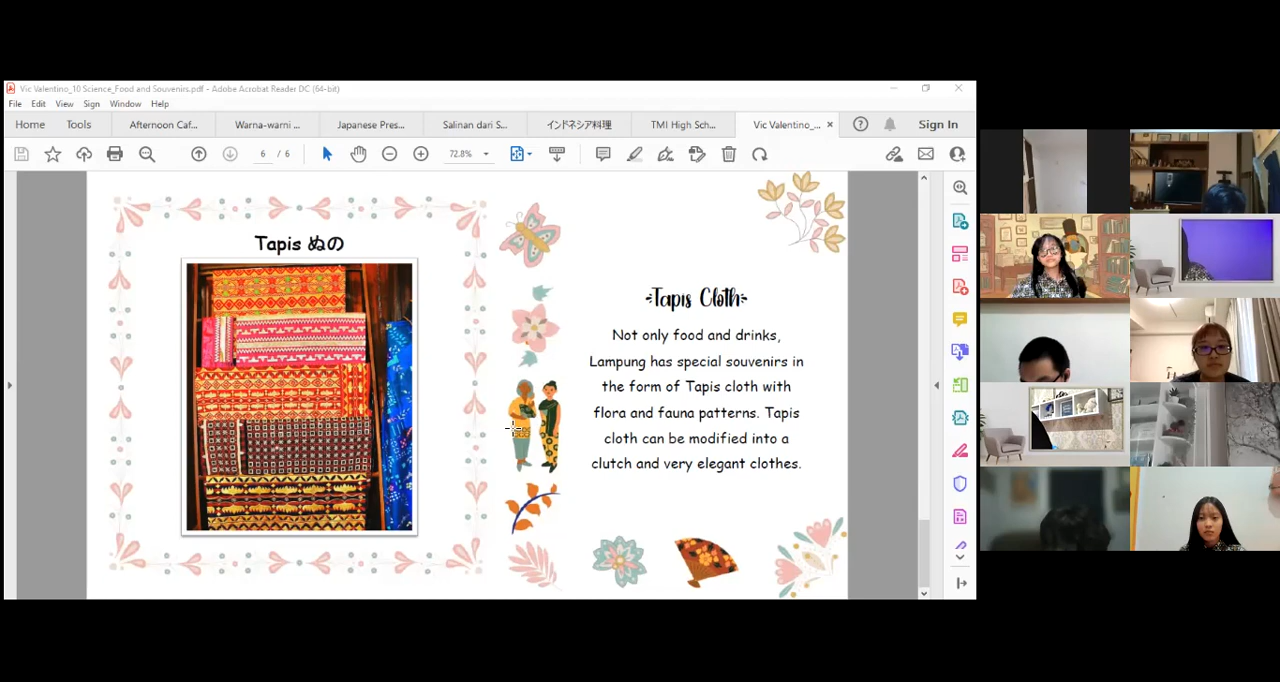 Vic Valentino_10 Science_Food and Souvenirs.pdf - Adobe Acrobat Reader DC (64-bit)
File Edit View Sign Window Help
Home Tools Afternoon Caf... Warna-warni ... Japanese Pres... Salinan dari S... インドネシア料理 TMI High Sch... Vic Valentino_... × Sign In
6 / 6 72.8%
Tapis ぬの
Tapis Cloth
Not only food and drinks,
Lampung has special souvenirs in
the form of Tapis cloth with
flora and fauna patterns. Tapis
cloth can be modified into a
clutch and very elegant clothes.